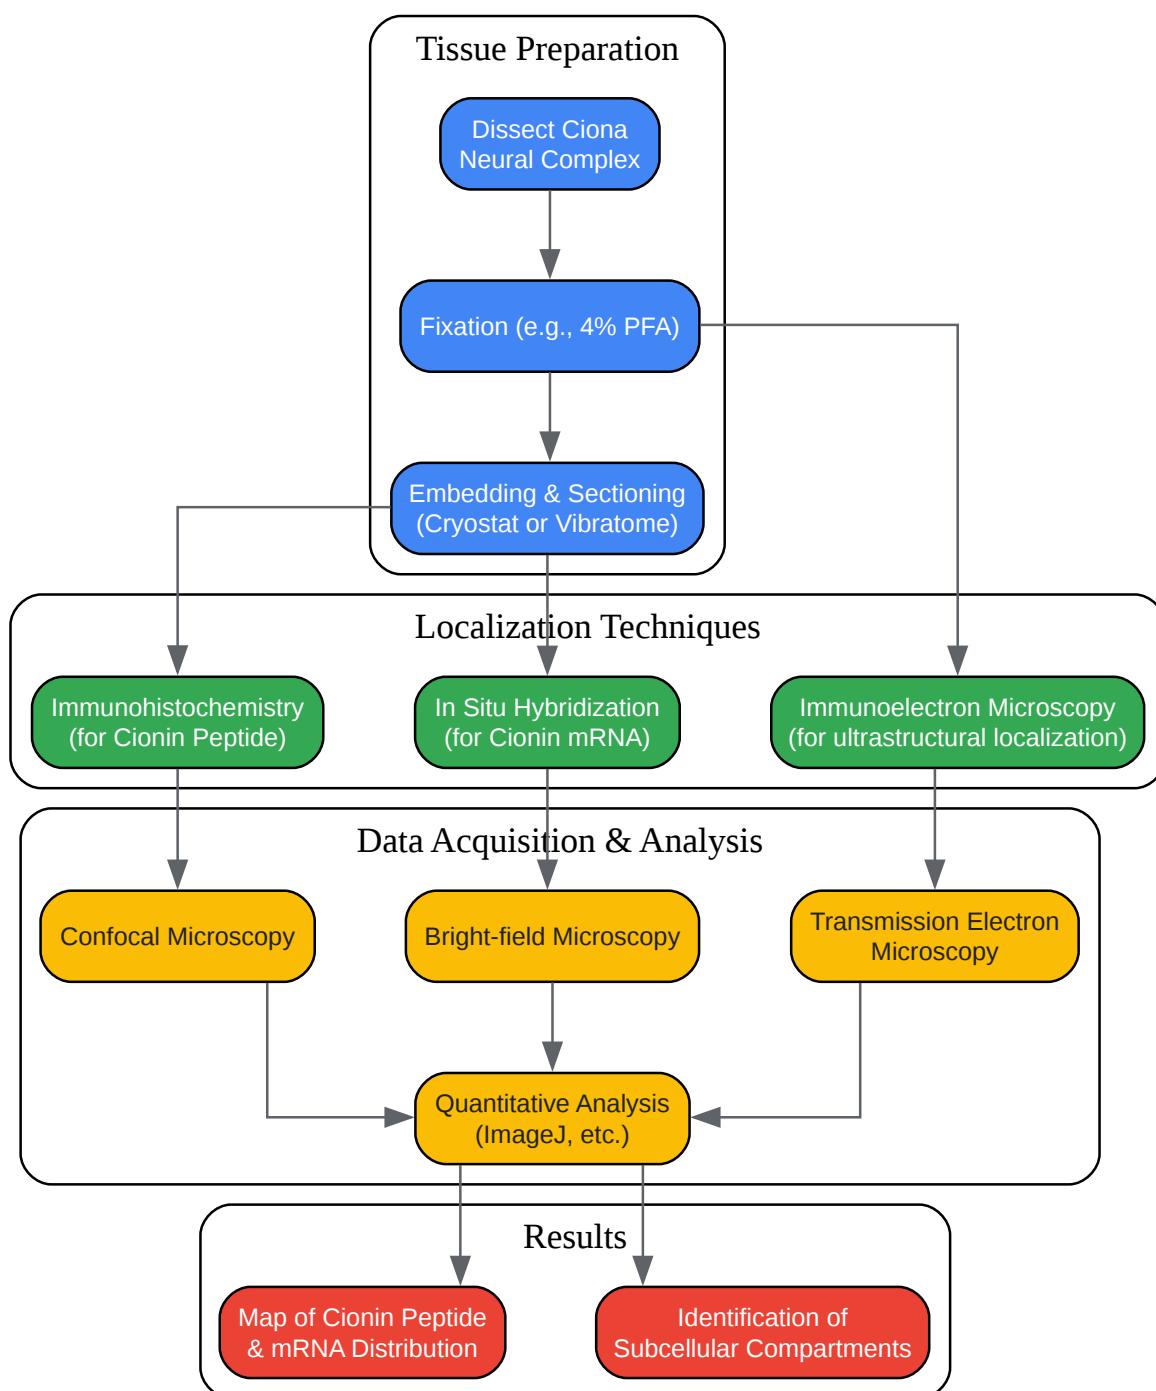 Tissue Preparation
Dissect Ciona
Neural Complex
Fixation (e.g., 4% PFA)
Embedding & Sectioning
(Cryostat or Vibratome)
Localization Techniques
Immunohistochemistry
(for Cionin Peptide)
In Situ Hybridization
(for Cionin mRNA)
Immunoelectron Microscopy
(for ultrastructural localization)
Data Acquisition & Analysis
Confocal Microscopy
Bright-field Microscopy
Transmission Electron
Microscopy
Quantitative Analysis
(ImageJ, etc.)
Results
Map of Cionin Peptide
& mRNA Distribution
Identification of
Subcellular Compartments